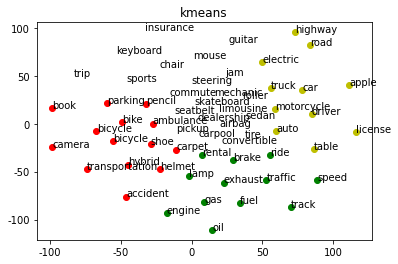 kmeans
100
50
0
-50
-100
insurance
highway
guitar
road
keyboard
mouse
electric
chair
trip
jam
sports
steering
truck
car
apple
commute
mechanic
roller
parking
pencil
skateboard
book
seatbelt
limousine
motorcycle
dealership
sedan
driver
bike
ambulance
airbag
bicycle
pickup
auto
license
carpool
tire
bicycle
shoe
convertible
camera
carpet
table
rental
ride
brake
hybrid
transportation
helmet
lamp
exhaust
traffic
speed
accident
gas
fuel
track
engine
oil
-100
-50
0
50
100